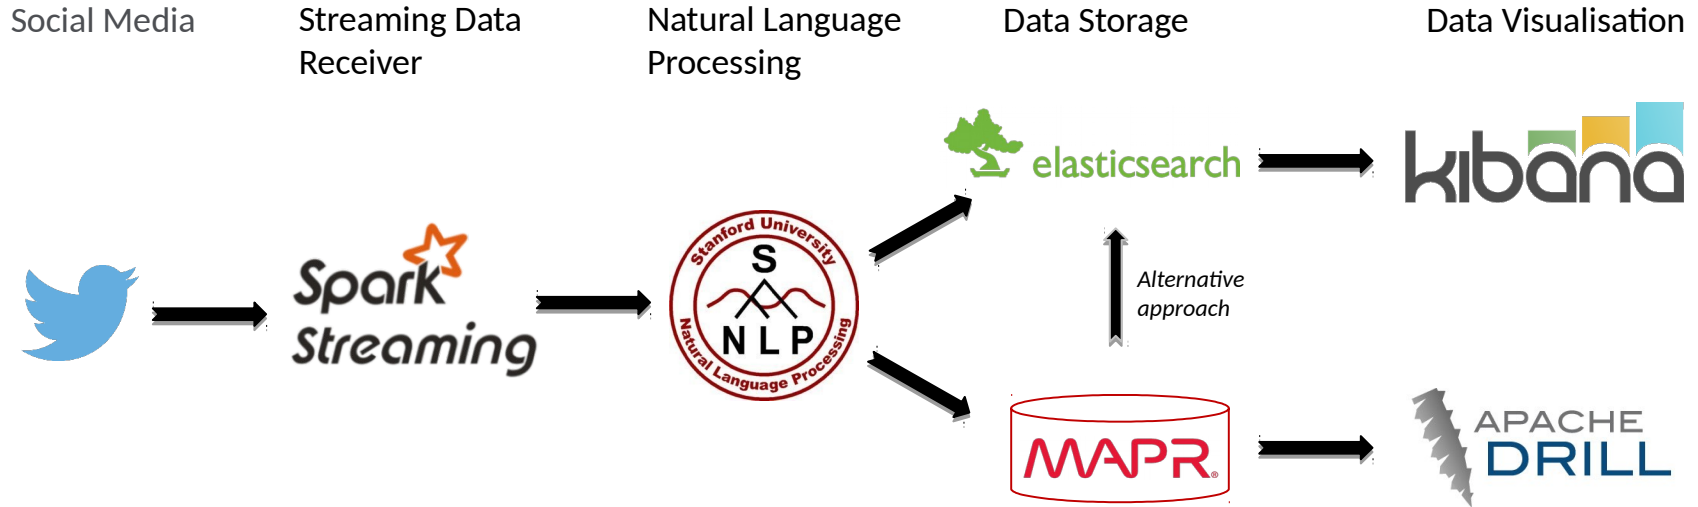 Social Media
Streaming Data
Receiver
Natural Language
Processing
Data Storage
Data Visualisation
elasticsearch
kibana
Spark
Streaming
Stanford University
S
NLP
Natural Language Processing
Alternative
approach
MAPR®
APACHE
DRILL